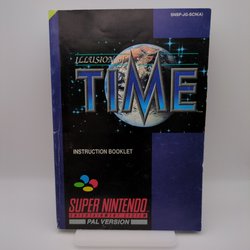 SNSP-JG-SCN(A)
ILLUSION OF
TIME
INSTRUCTION BOOKLET
SUPER NINTENDO
ENTERTAINMENT SYSTEM
PAL VERSION